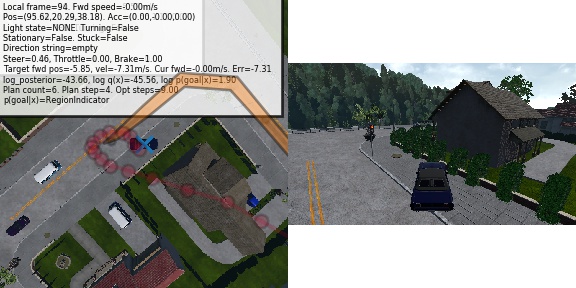 Local frame=94. Fwd speed=-0.00m/s
Pos=(95.62,20.29,38.18). Acc=(0.00,-0.00,0.00)
Light state=NONE. Turning=False
Stationary=False. Stuck=False
Direction string=empty
Steer=0.46, Throttle=0.00, Brake=1.00
Target fwd pos=-5.85, vel=-7.31m/s. Cur fwd=-0.00m/s. Err=-7.31
log_posterior=-43.66, log q(x)=-45.56, log p(goal|x)=1.90
Plan count=6. Plan step=4. Opt steps=9.00
p(goal|x)=RegionIndicator